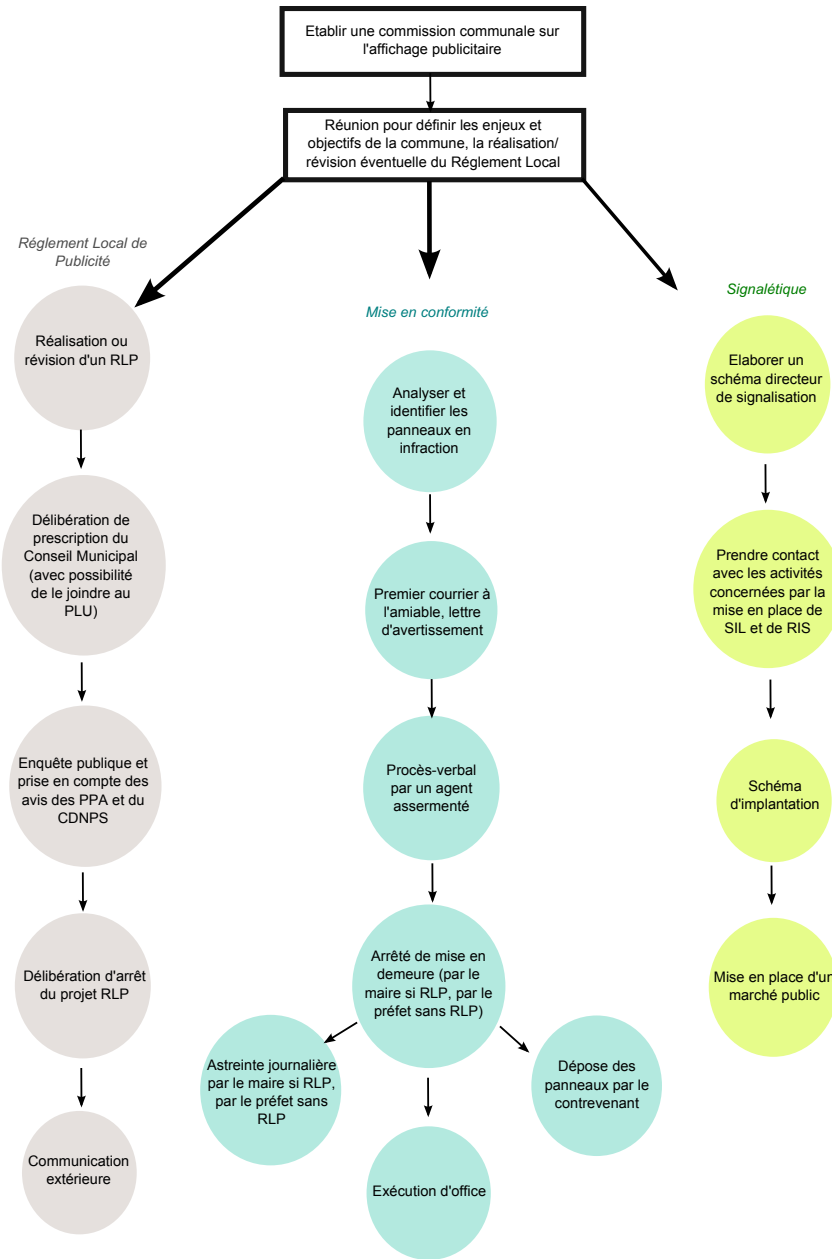 Etablir une commission communale sur
l'affichage publicitaire
Réunion pour définir les enjeux et
objectifs de la commune, la réalisation/
révision éventuelle du Réglement Local
Réglement Local de
Publicité
Réalisation ou
révision d'un RLP
Délibération de
prescription du
Conseil Municipal
(avec possibilité
de le joindre au
PLU)
Enquête publique et
prise en compte des
avis des PPA et du
CDNPS
Délibération d'arrêt
du projet RLP
Communication
extérieure
Mise en conformité
Analyser et
identifier les
panneaux en
infraction
Premier courrier à
l'amiable, lettre
d'avertissement
Procès-verbal
par un agent
assermenté
Arrêté de mise en
demeure (par le
maire si RLP, par le
préfet sans RLP)
Astreinte journalière
par le maire si RLP,
par le préfet sans
RLP
Exécution d'office
Dépose des
panneaux par le
contrevenant
Signalétique
Elaborer un
schéma directeur
de signalisation
Prendre contact
avec les activités
concernées par la
mise en place de
SIL et de RIS
Schéma
d'implantation
Mise en place d'un
marché public